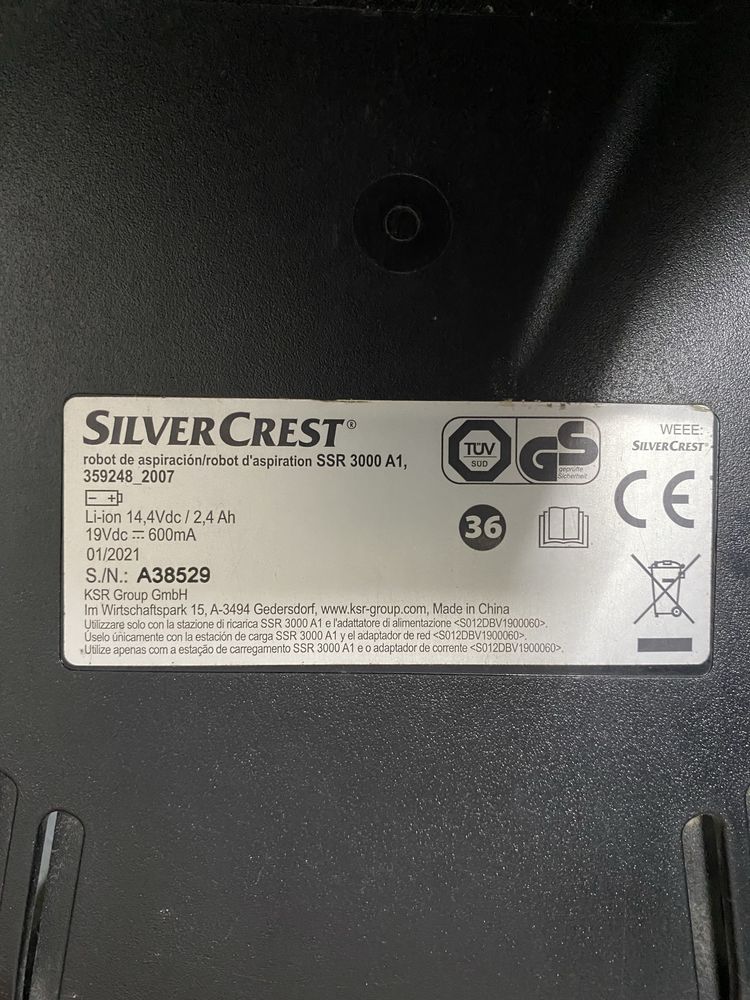 SILVERCREST®
robot de aspiración/robot d'aspiration SSR 3000 A1,
359248_2007
- +
Li-ion 14,4Vdc / 2,4 Ah
19Vdc ⎓ 600mA
01/2021
S./N.: A38529
KSR Group GmbH
Im Wirtschaftspark 15, A-3494 Gedersdorf, www.ksr-group.com, Made in China
Utilizzare solo con la stazione di ricarica SSR 3000 A1 e l'adattatore di alimentazione <S012DBV1900060>.
Úselo únicamente con la estación de carga SSR 3000 A1 y el adaptador de red <S012DBV1900060>.
Utilize apenas com a estação de carregamento SSR 3000 A1 e o adaptador de corrente <S012DBV1900060>.
TÜV
SÜD
GS
geprüfte
Sicherheit
36
WEEE:
SILVERCREST®
CE